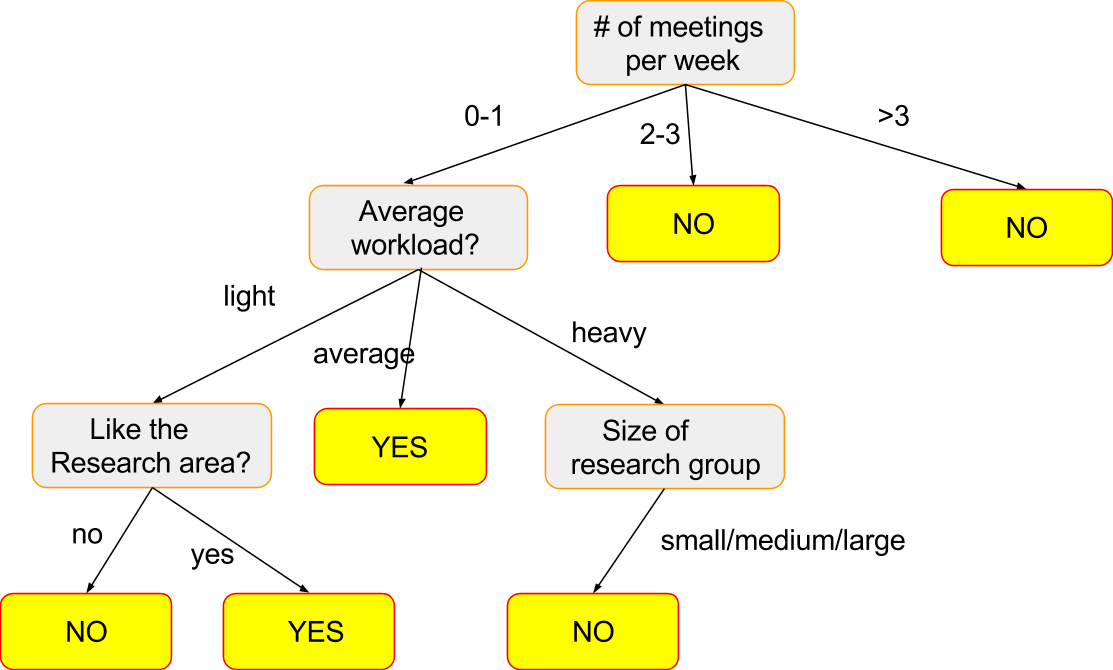 # of meetings
per week
0-1
2-3
>3
Average
workload?
NO
NO
light
average
heavy
Like the
Research area?
YES
Size of
research group
no
yes
small/medium/large
NO
YES
NO